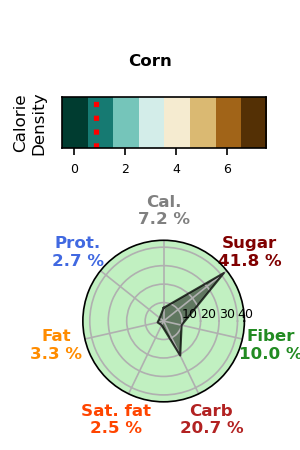 Corn
Calorie
Density
0 2 4 6
Cal.
7.2 %
Prot.
2.7 %
Sugar
41.8 %
10 20 30 40
Fat
3.3 %
Fiber
10.0 %
Sat. fat
2.5 %
Carb
20.7 %